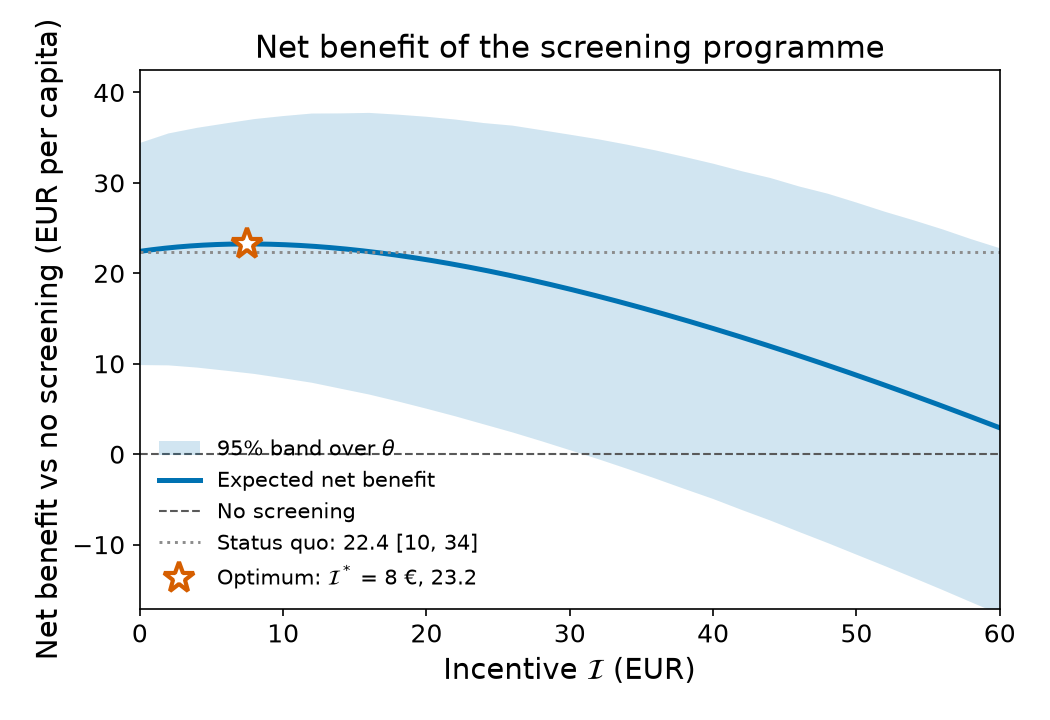 Net benefit of the screening programme
Net benefit vs no screening (EUR per capita)
40
30
20
10
0
−10
95% band over θ
Expected net benefit
No screening
Status quo: 22.4 [10, 34]
Optimum: ℐ* = 8 €, 23.2
0 10 20 30 40 50 60
Incentive ℐ (EUR)